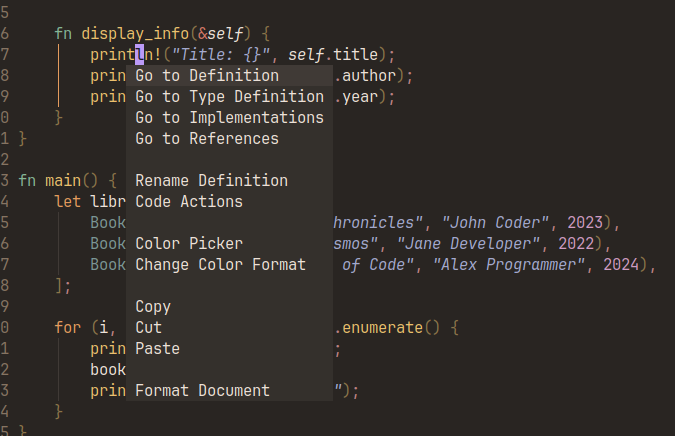 5
6 fn display_info(&self) {
7 println!("Title: {}", self.title);
8 prin Go to Definition .author);
9 prin Go to Type Definition .year);
0 } Go to Implementations
1 } Go to References
2
3 fn main() { Rename Definition
4 let libr Code Actions
5 Book hronicles", "John Coder", 2023),
6 Book Color Picker smos", "Jane Developer", 2022),
7 Book Change Color Format of Code", "Alex Programmer", 2024),
8 ];
9 Copy
0 for (i, Cut .enumerate() {
1 prin Paste ;
2 book
3 prin Format Document ");
4 }
5 }